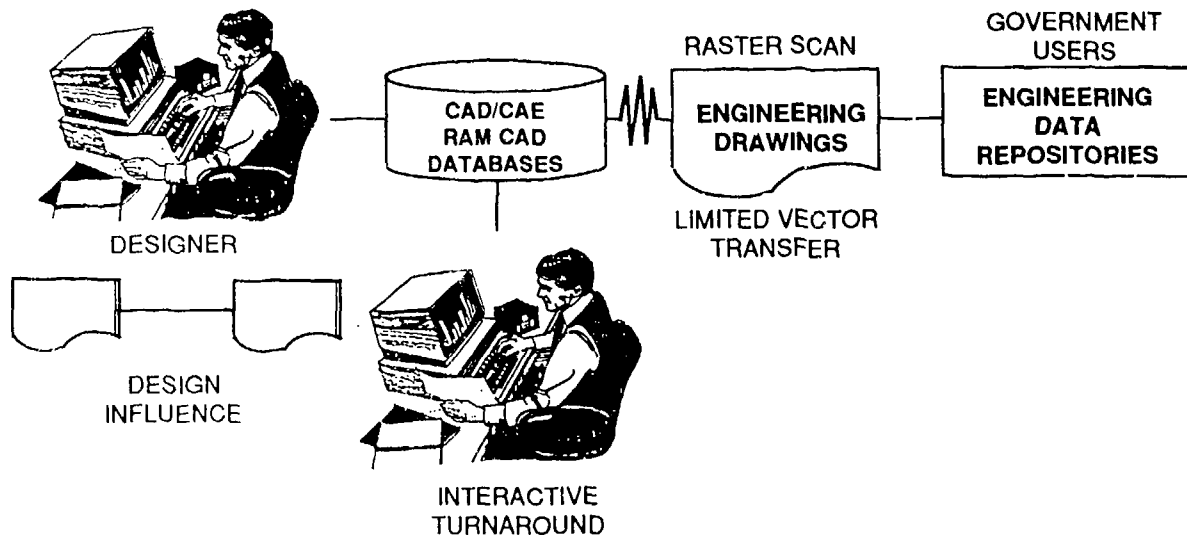 GOVERNMENT
USERS
RASTER SCAN
CAD/CAE
RAM CAD
DATABASES
ENGINEERING
DRAWINGS
ENGINEERING
DATA
REPOSITORIES
LIMITED VECTOR
TRANSFER
DESIGNER
DESIGN
INFLUENCE
INTERACTIVE
TURNAROUND